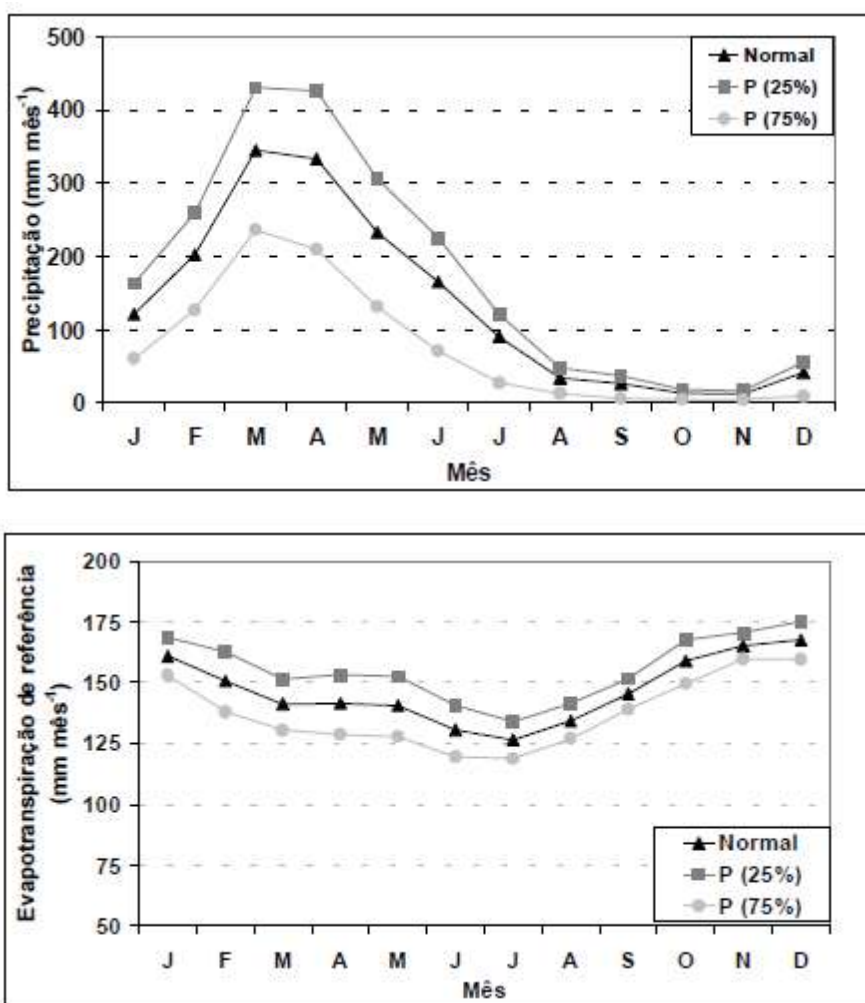 Precipitação (mm mês⁻¹)
500
400
300
200
100
0
Normal
P (25%)
P (75%)
J F M A M J J A S O N D
Mês
Evapotranspiração de referência
(mm mês⁻¹)
200
175
150
125
100
75
50
Normal
P (25%)
P (75%)
J F M A M J J A S O N D
Mês